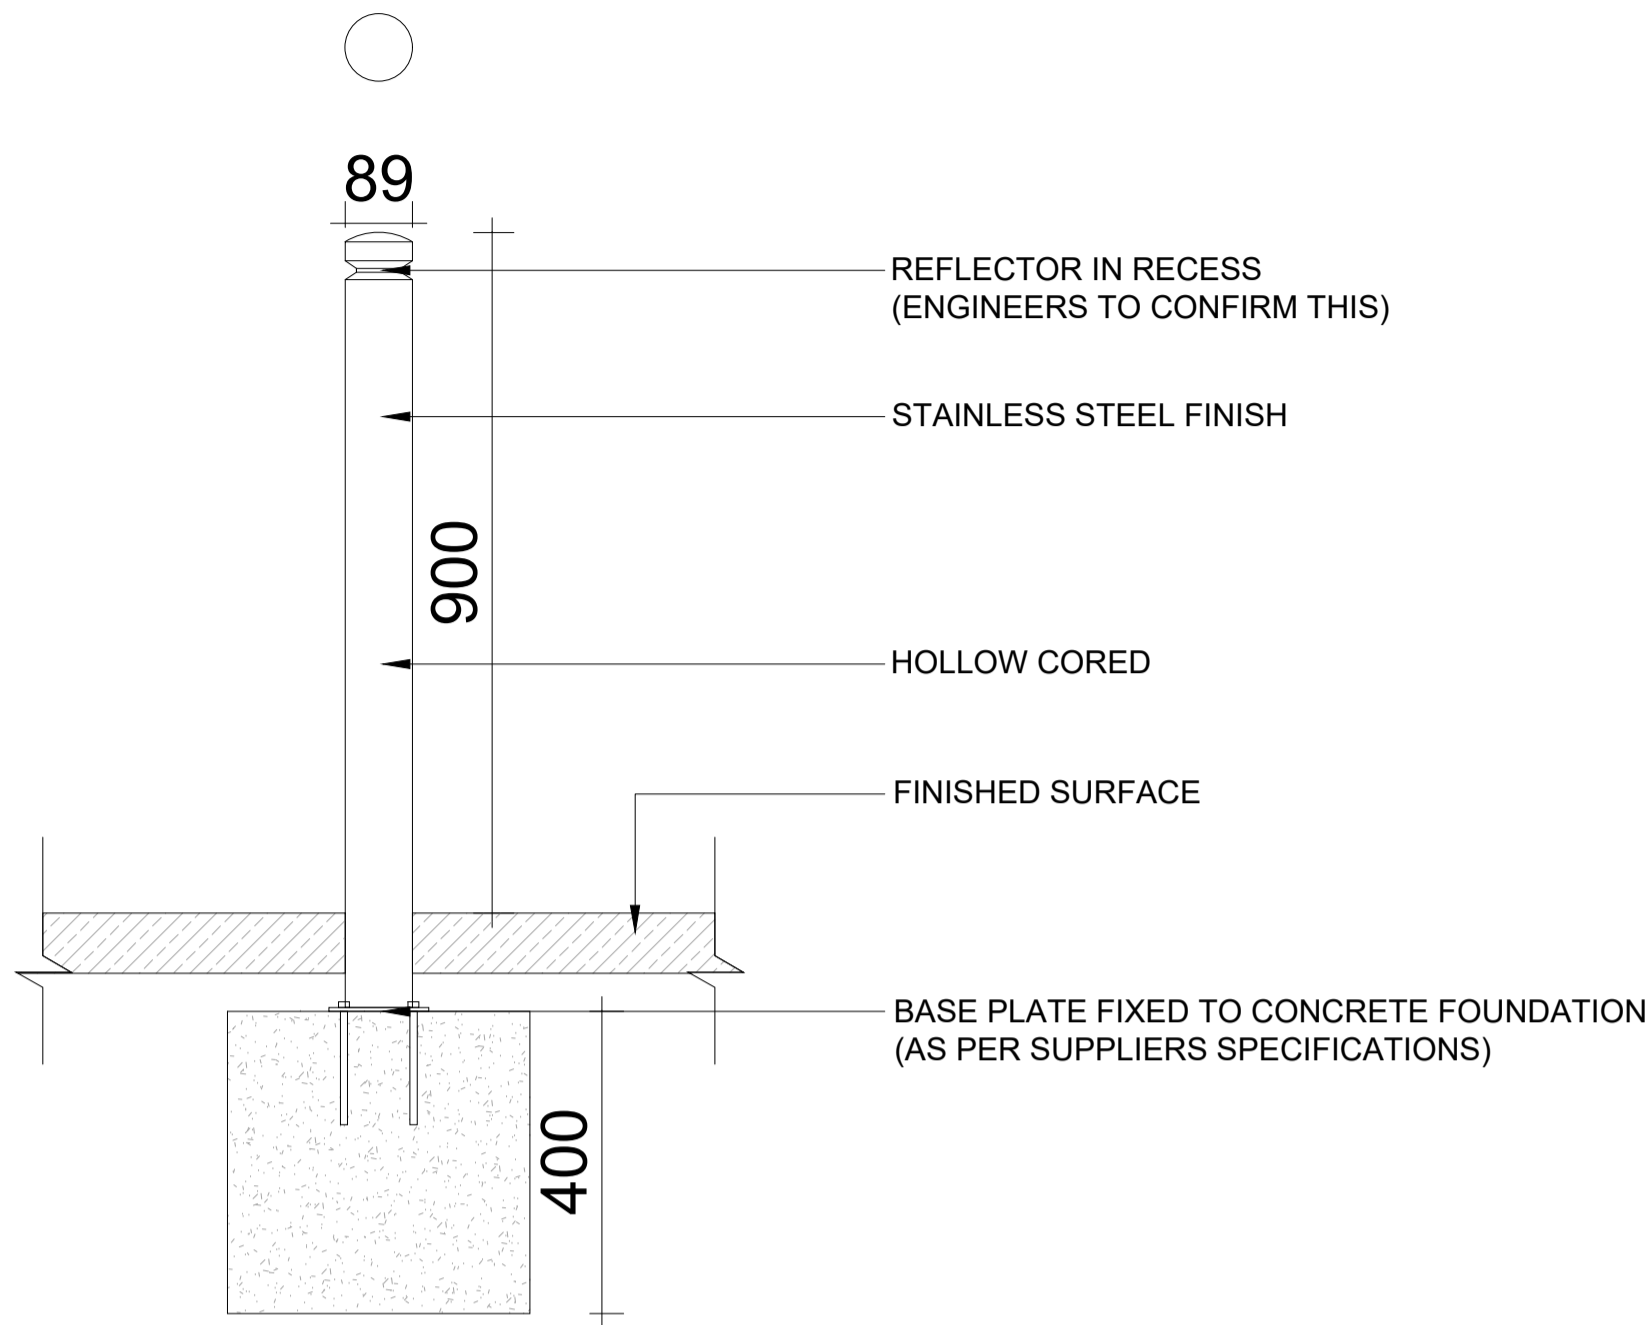 89
REFLECTOR IN RECESS
(ENGINEERS TO CONFIRM THIS)
STAINLESS STEEL FINISH
900
HOLLOW CORED
FINISHED SURFACE
BASE PLATE FIXED TO CONCRETE FOUNDATION
(AS PER SUPPLIERS SPECIFICATIONS)
400